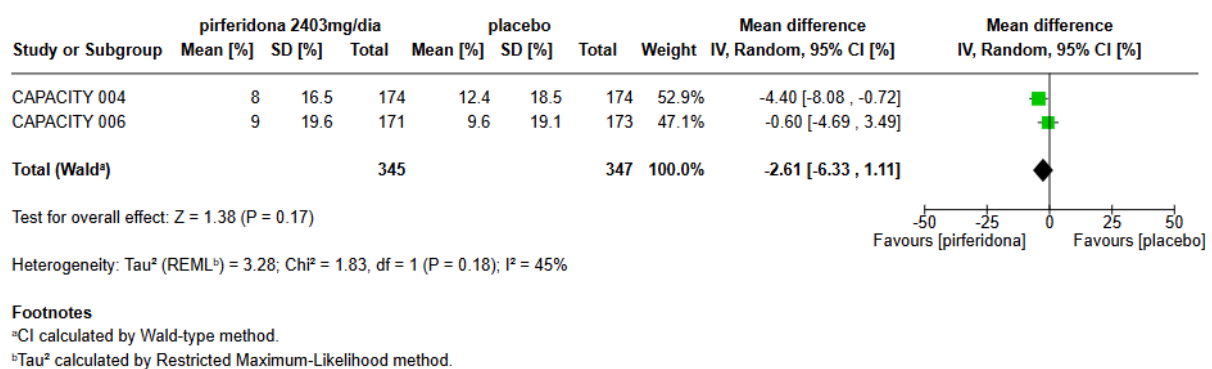 pirferidona 2403mg/dia placebo Mean difference Mean difference
Study or Subgroup Mean [%] SD [%] Total Mean [%] SD [%] Total Weight IV, Random, 95% CI [%] IV, Random, 95% CI [%]
CAPACITY 004 8 16.5 174 12.4 18.5 174 52.9% -4.40 [-8.08 , -0.72]
CAPACITY 006 9 19.6 171 9.6 19.1 173 47.1% -0.60 [-4.69 , 3.49]
Total (Waldᵃ) 345 347 100.0% -2.61 [-6.33 , 1.11]
Test for overall effect: Z = 1.38 (P = 0.17)
-50 -25 0 25 50
Favours [pirferidona] Favours [placebo]
Heterogeneity: Tau² (REMLᵇ) = 3.28; Chi² = 1.83, df = 1 (P = 0.18); I² = 45%
Footnotes
ᵃCI calculated by Wald-type method.
ᵇTau² calculated by Restricted Maximum-Likelihood method.